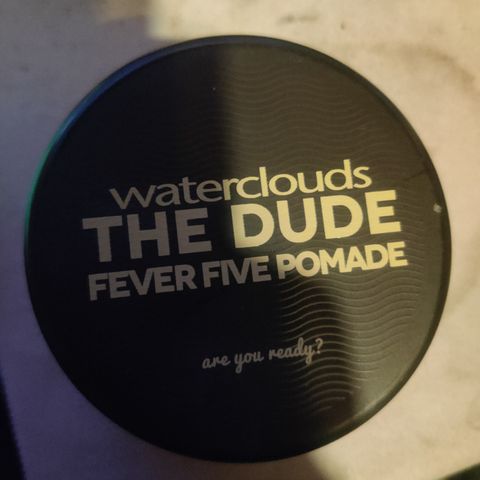 waterclouds
THE DUDE
FEVER FIVE POMADE
are you ready?